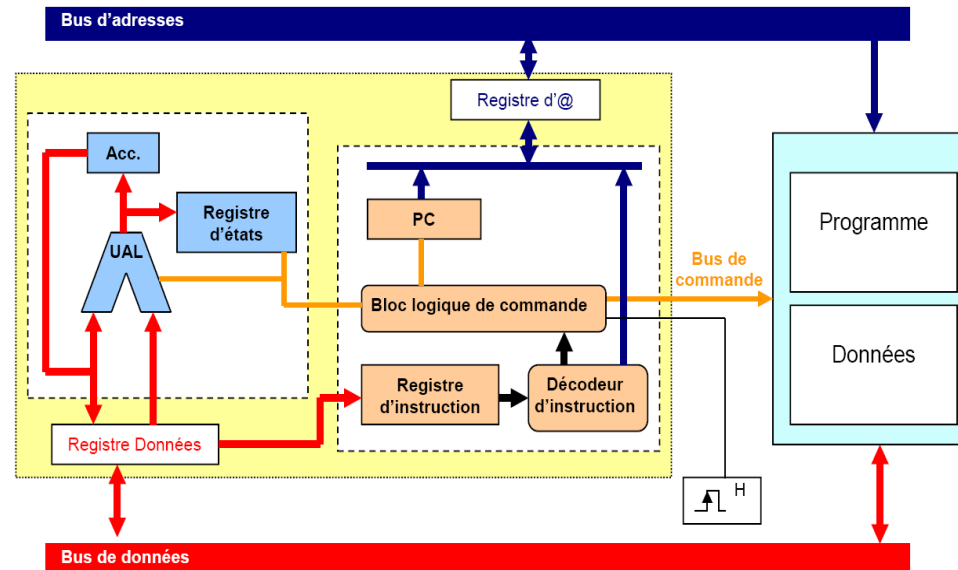 Bus d'adresses
Registre d'@
Acc.
Registre
d'états
UAL
PC
Bus de
commande
Bloc logique de commande
Registre
d'instruction
Décodeur
d'instruction
Registre Données
Programme
Données
H
Bus de données